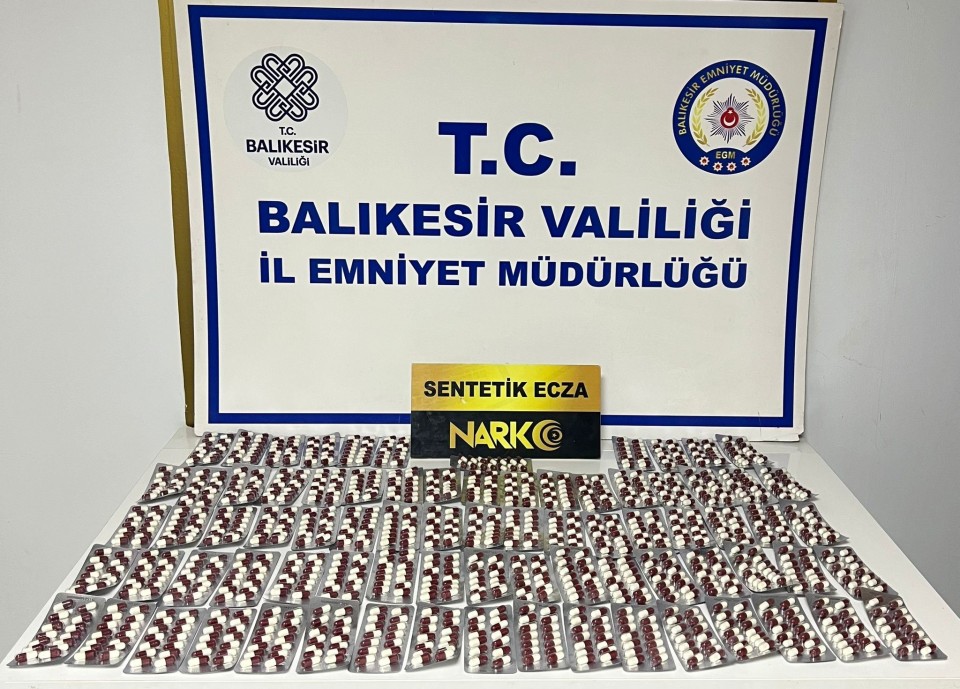 T.C.
BALIKESİR
VALİLİĞİ
BALIKESİR EMNİYET MÜDÜRLÜĞÜ
EGM
T.C.
BALIKESİR VALİLİĞİ
İL EMNİYET MÜDÜRLÜĞÜ
SENTETİK ECZA
NARKO